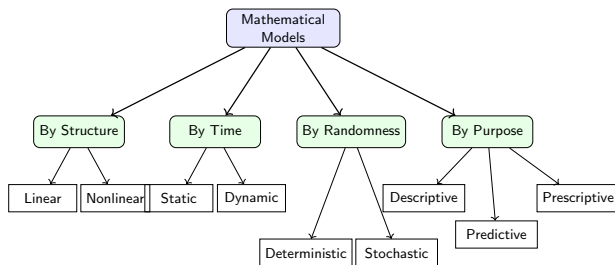 Mathematical
Models
By Structure
By Time
By Randomness
By Purpose
Linear
Nonlinear
Static
Dynamic
Descriptive
Prescriptive
Predictive
Deterministic
Stochastic